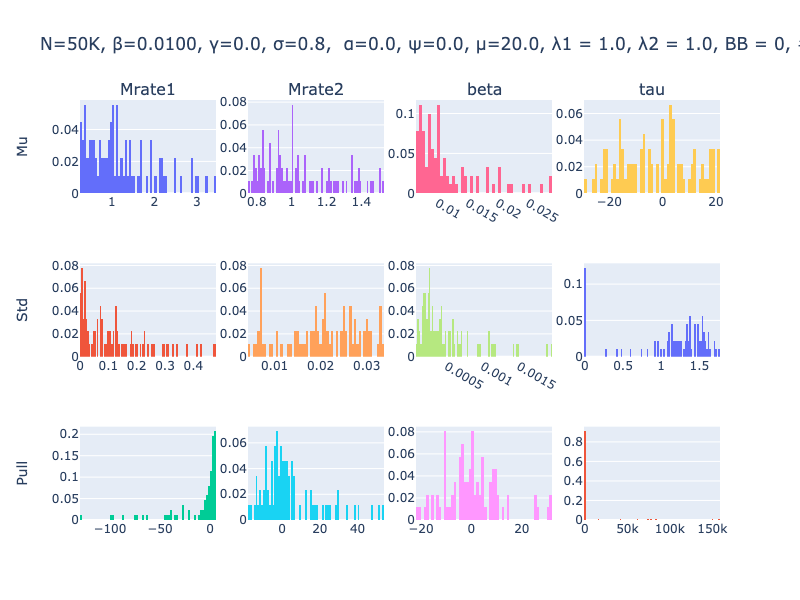 N=50K, β=0.0100, γ=0.0, σ=0.8, α=0.0, ψ=0.0, μ=20.0, λ1 = 1.0, λ2 = 1.0, BB = 0,
Mrate1 Mrate2 beta tau
Mu
0 0.02 0.04
1 2 3
0 0.02 0.04 0.06 0.08
0.8 1 1.2 1.4
0 0.05 0.1
0.01 0.015 0.02 0.025
0 0.02 0.04 0.06
−20 0 20
Std
0 0.02 0.04 0.06 0.08
0 0.1 0.2 0.3 0.4
0 0.02 0.04 0.06 0.08
0.01 0.02 0.03
0 0.02 0.04 0.06 0.08
0.0005 0.001 0.0015
0 0.05 0.1
0 0.5 1 1.5
Pull
0 0.05 0.1 0.15 0.2
−100 −50 0
0 0.02 0.04 0.06
0 20 40
0 0.02 0.04 0.06 0.08
−20 0 20
0 0.2 0.4 0.6 0.8
0 50k 100k 150k